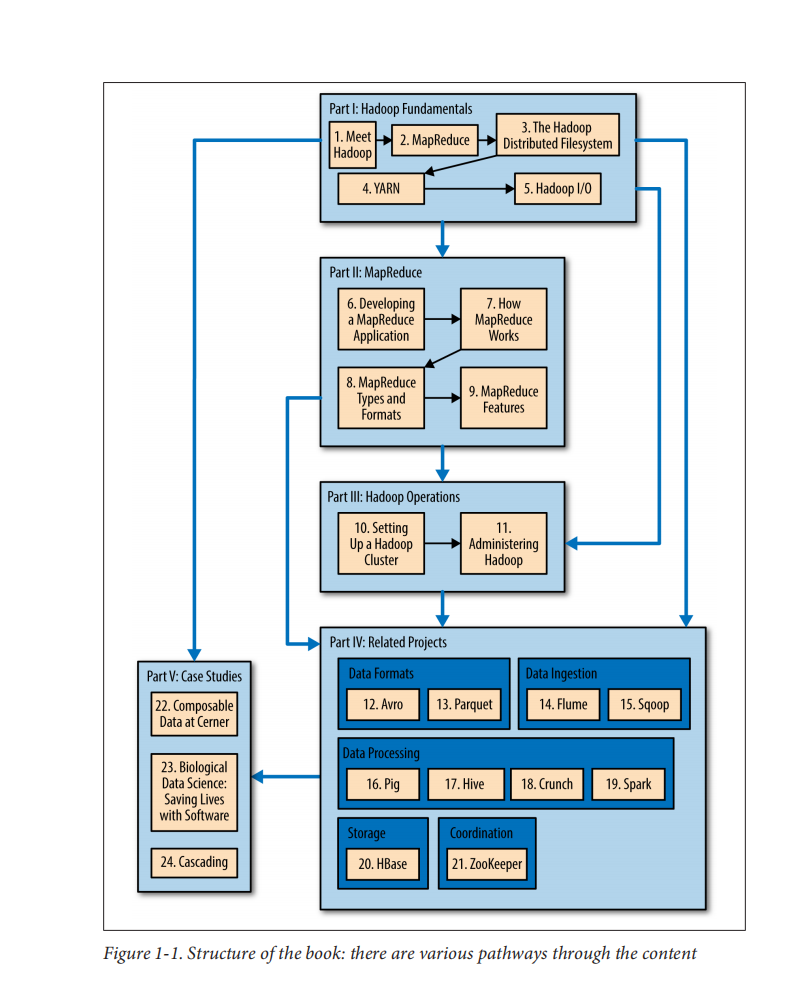 Part I: Hadoop Fundamentals
1. Meet
Hadoop
2. MapReduce
3. The Hadoop
Distributed Filesystem
4. YARN
5. Hadoop I/O
Part II: MapReduce
6. Developing
a MapReduce
Application
7. How
MapReduce
Works
8. MapReduce
Types and
Formats
9. MapReduce
Features
Part III: Hadoop Operations
10. Setting
Up a Hadoop
Cluster
11.
Administering
Hadoop
Part IV: Related Projects
Data Formats
12. Avro
13. Parquet
Data Ingestion
14. Flume
15. Sqoop
Data Processing
16. Pig
17. Hive
18. Crunch
19. Spark
Storage
20. HBase
Coordination
21. ZooKeeper
Part V: Case Studies
22. Composable
Data at Cerner
23. Biological
Data Science:
Saving Lives
with Software
24. Cascading
Figure 1-1. Structure of the book: there are various pathways through the content